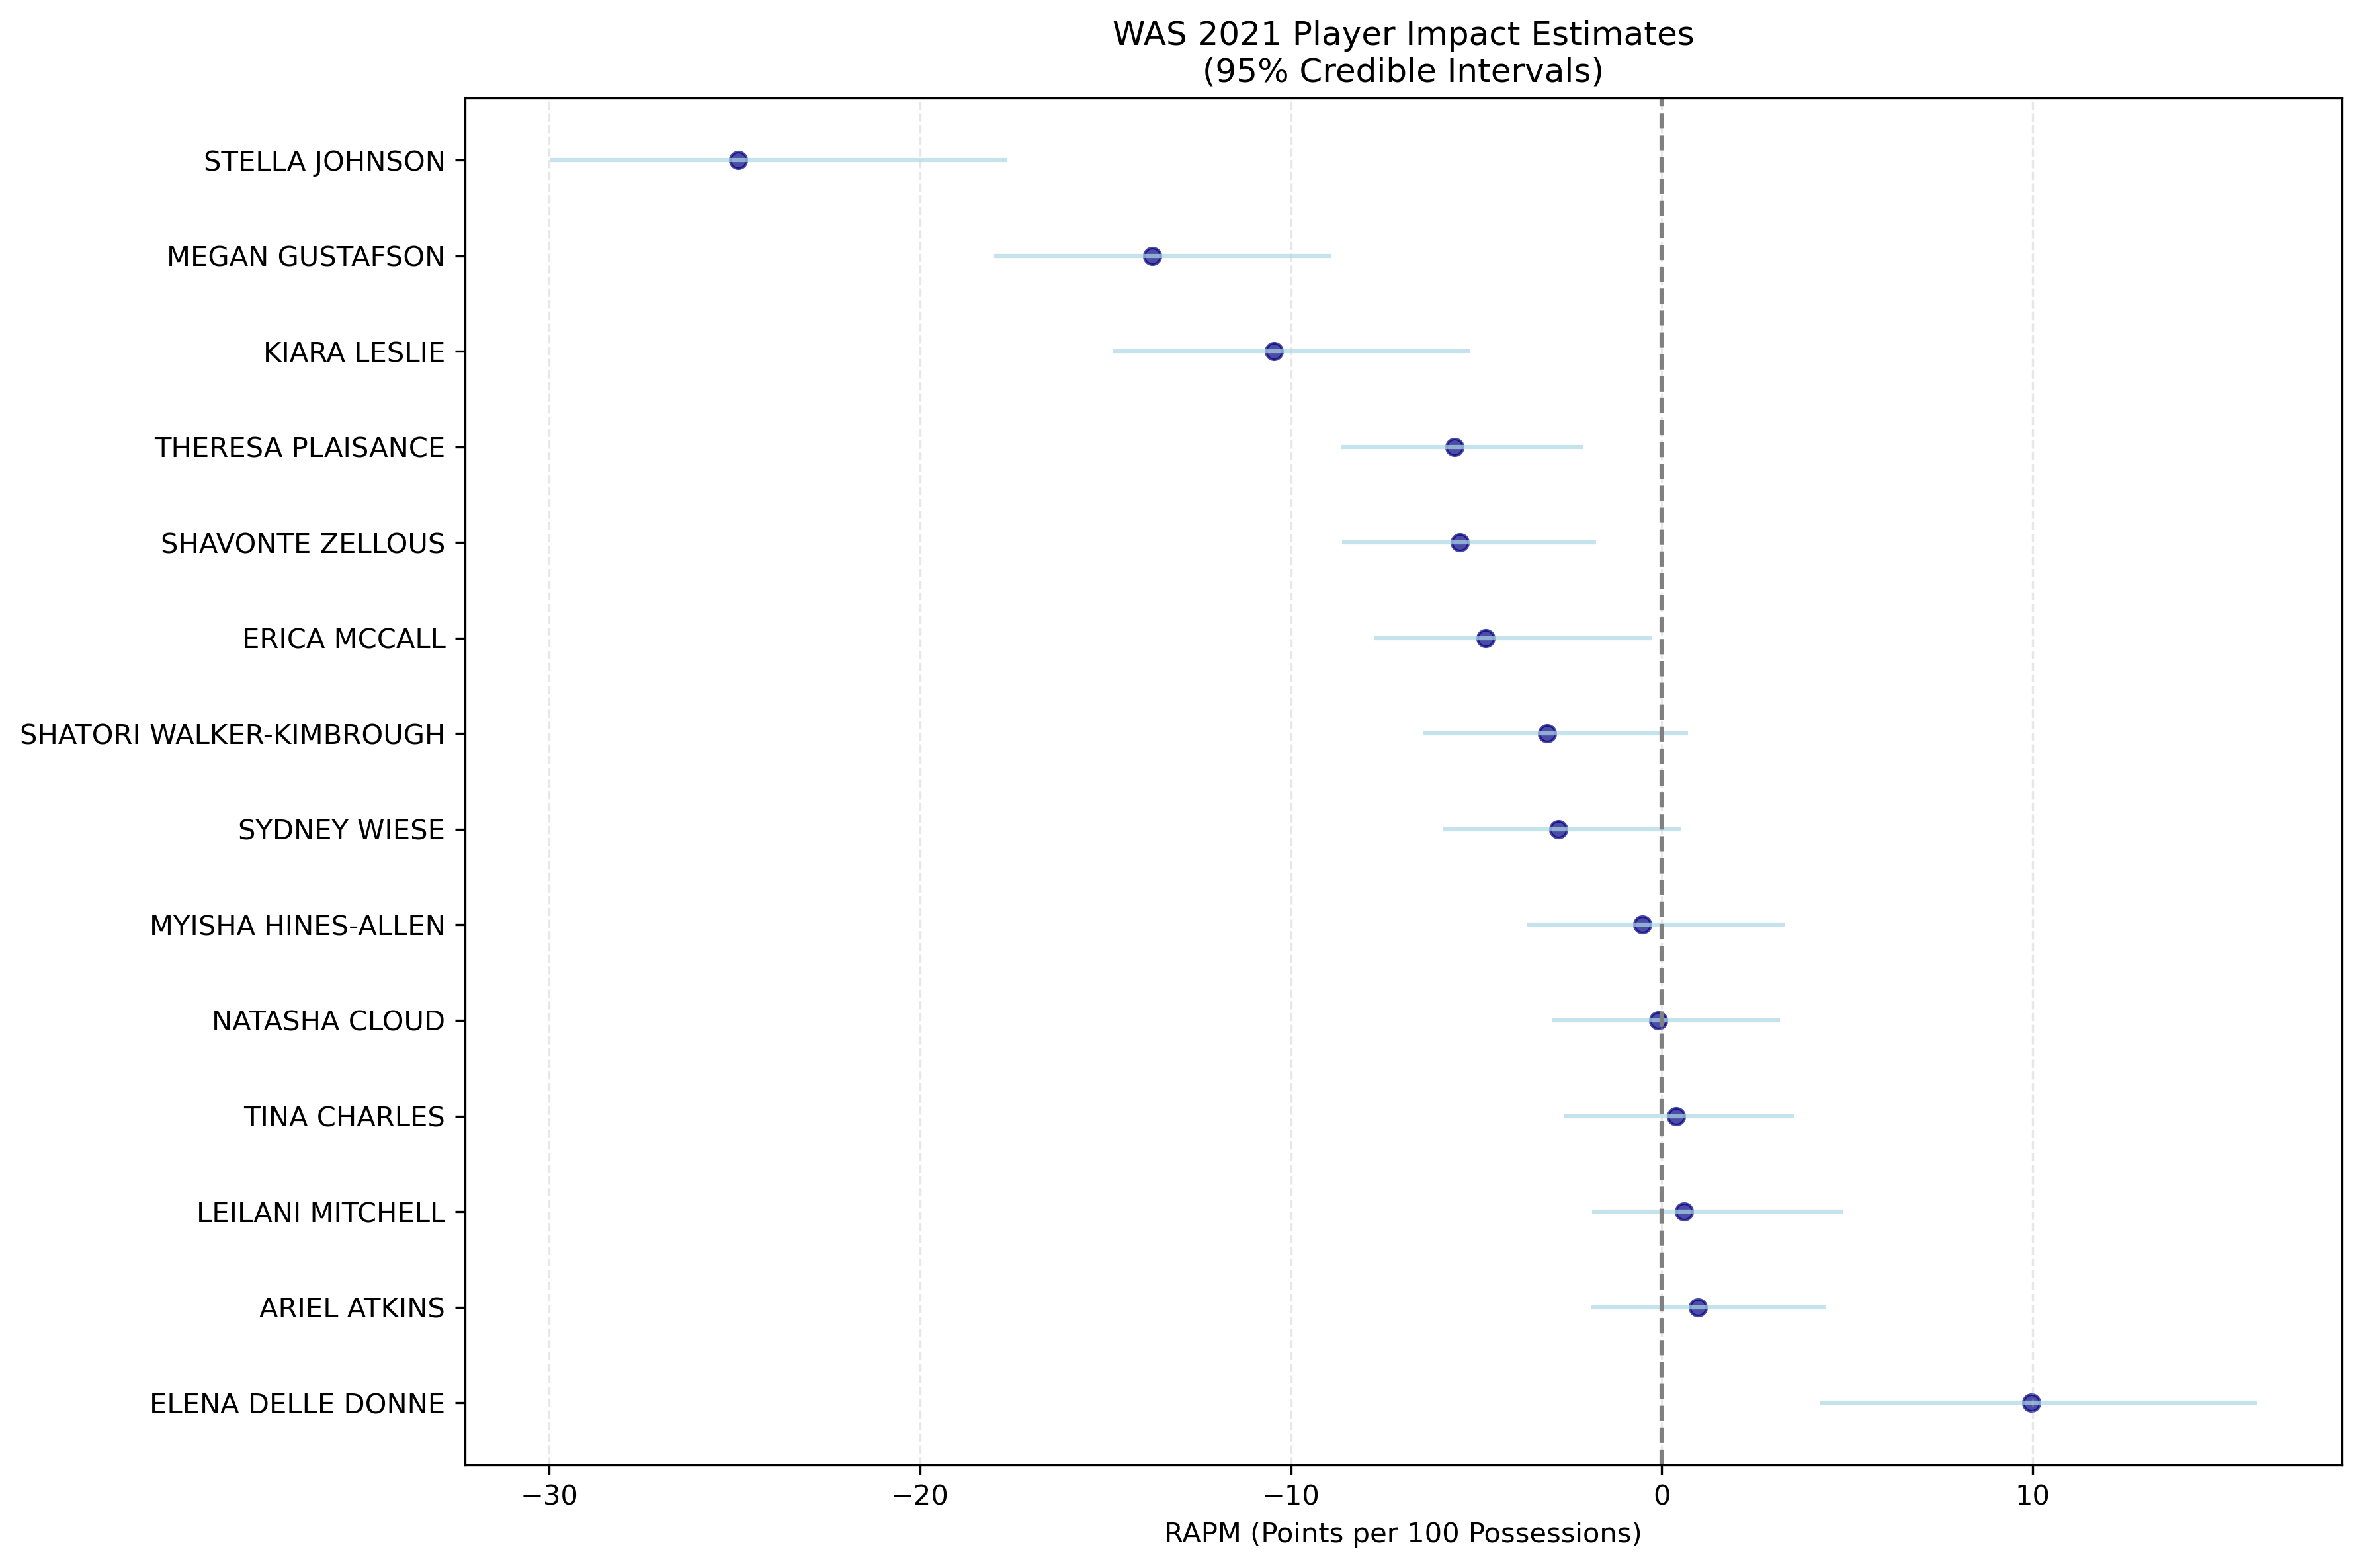 WAS 2021 Player Impact Estimates
(95% Credible Intervals)
STELLA JOHNSON
MEGAN GUSTAFSON
KIARA LESLIE
THERESA PLAISANCE
SHAVONTE ZELLOUS
ERICA MCCALL
SHATORI WALKER-KIMBROUGH
SYDNEY WIESE
MYISHA HINES-ALLEN
NATASHA CLOUD
TINA CHARLES
LEILANI MITCHELL
ARIEL ATKINS
ELENA DELLE DONNE
−30 −20 −10 0 10
RAPM (Points per 100 Possessions)